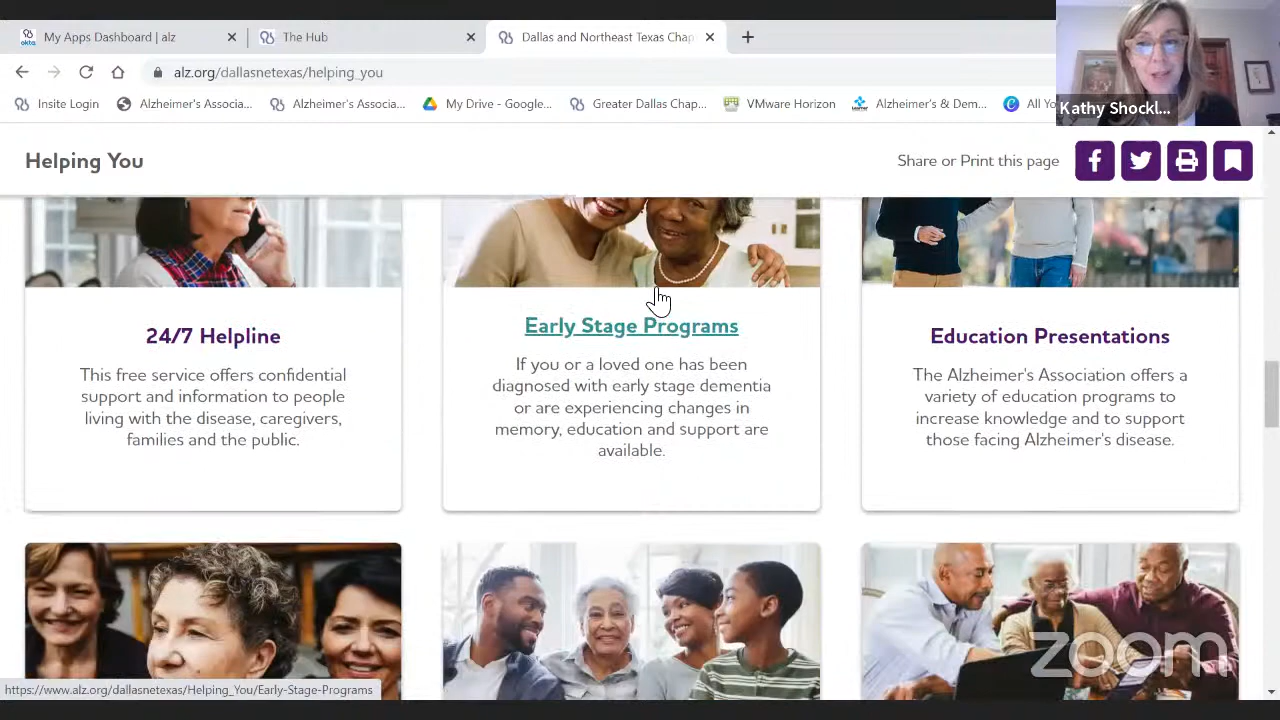 My Apps Dashboard | alz
The Hub
Dallas and Northeast Texas Chap
alz.org/dallasnetexas/helping_you
Insite Login
Alzheimer's Associa...
Alzheimer's Associa...
My Drive - Google...
Greater Dallas Chap...
VMware Horizon
Alzheimer's & Dem...
All Yo
Kathy Shockl...
Helping You
Share or Print this page
24/7 Helpline
This free service offers confidential
support and information to people
living with the disease, caregivers,
families and the public.
Early Stage Programs
If you or a loved one has been
diagnosed with early stage dementia
or are experiencing changes in
memory, education and support are
available.
Education Presentations
The Alzheimer's Association offers a
variety of education programs to
increase knowledge and to support
those facing Alzheimer's disease.
zoom
https://www.alz.org/dallasnetexas/Helping_You/Early-Stage-Programs